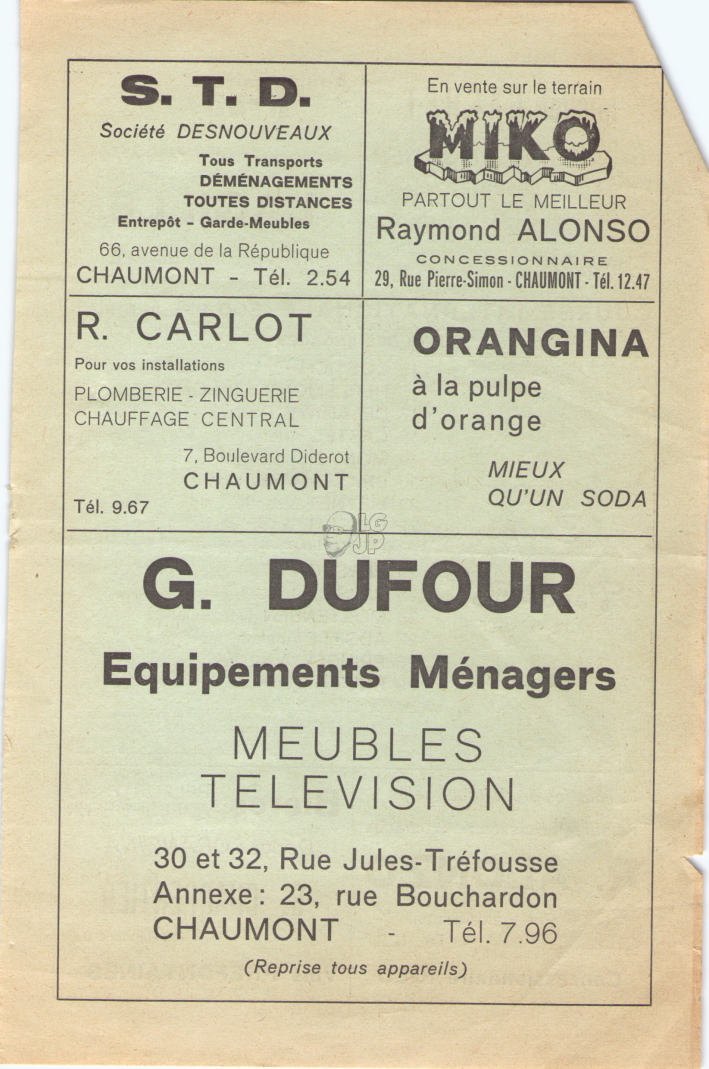 S. T. D.
Société DESNOUVEAUX
Tous Transports
DÉMÉNAGEMENTS
TOUTES DISTANCES
Entrepôt - Garde-Meubles
66, avenue de la République
CHAUMONT - Tél. 2.54
En vente sur le terrain
MIKO
PARTOUT LE MEILLEUR
Raymond ALONSO
CONCESSIONNAIRE
29, Rue Pierre-Simon - CHAUMONT - Tél. 12.47
R. CARLOT
Pour vos installations
PLOMBERIE - ZINGUERIE
CHAUFFAGE CENTRAL
7, Boulevard Diderot
CHAUMONT
Tél. 9.67
ORANGINA
à la pulpe
d'orange
MIEUX
QU'UN SODA
LG
JP
G. DUFOUR
Equipements Ménagers
MEUBLES
TELEVISION
30 et 32, Rue Jules-Tréfousse
Annexe : 23, rue Bouchardon
CHAUMONT - Tél. 7.96
(Reprise tous appareils)